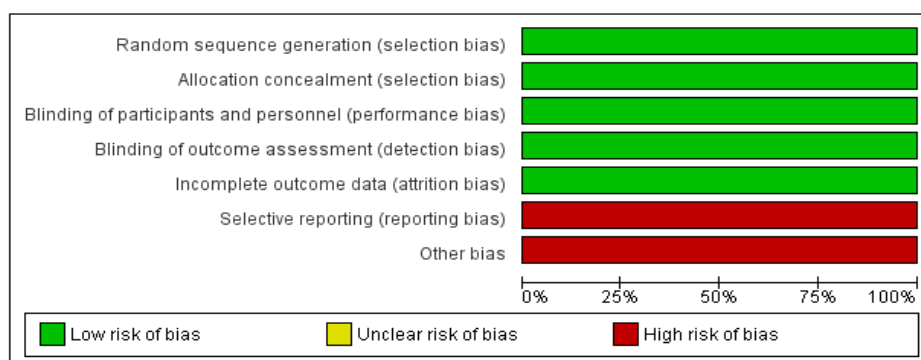 Random sequence generation (selection bias)
Allocation concealment (selection bias)
Blinding of participants and personnel (performance bias)
Blinding of outcome assessment (detection bias)
Incomplete outcome data (attrition bias)
Selective reporting (reporting bias)
Other bias
0% 25% 50% 75% 100%
Low risk of bias Unclear risk of bias High risk of bias